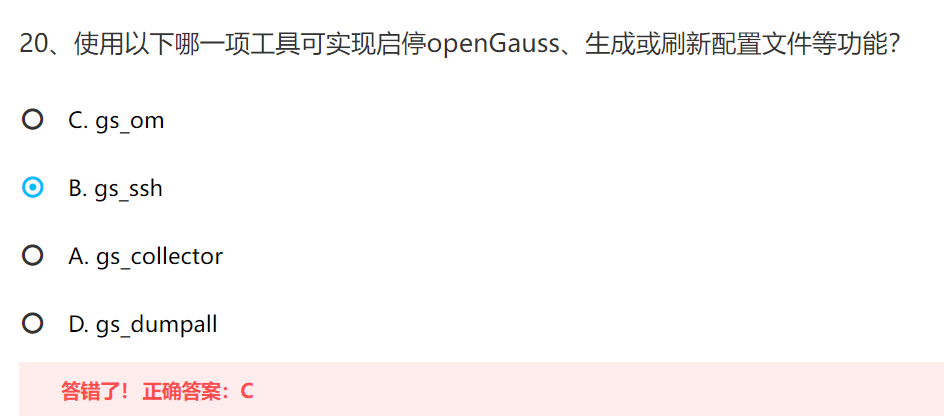 20、使用以下哪一项工具可实现启停openGauss、生成或刷新配置文件等功能?
C. gs_om
B. gs_ssh
A. gs_collector
D. gs_dumpall
答错了！正确答案：C